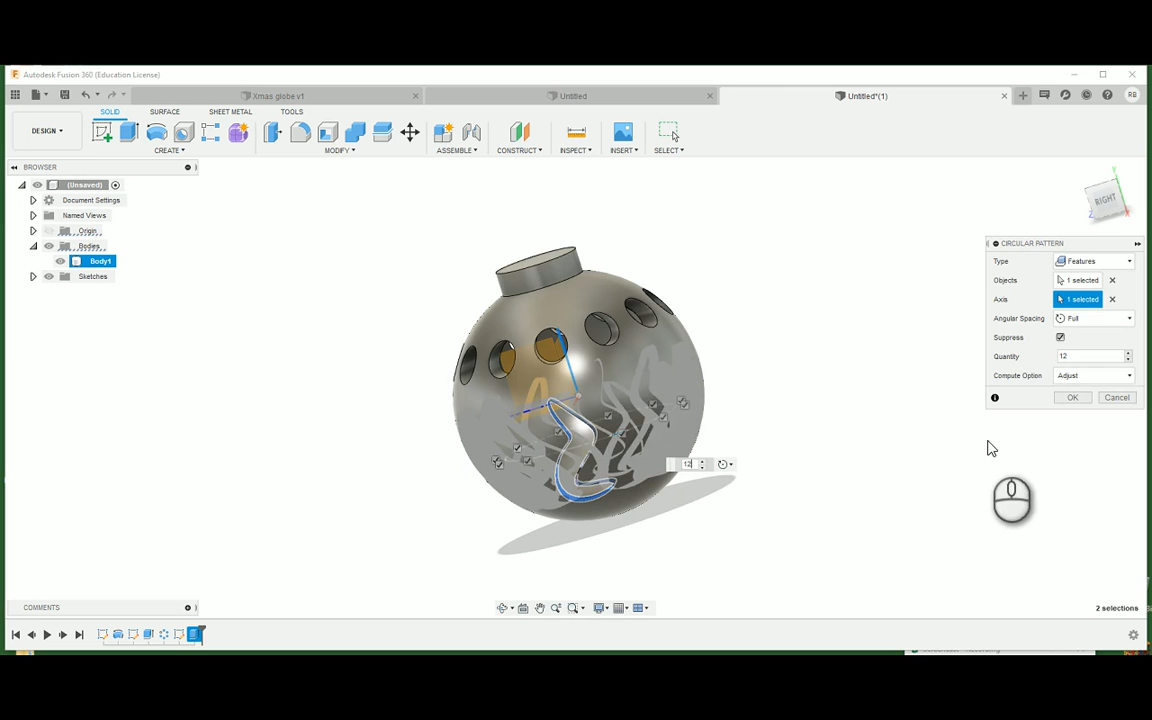 Autodesk Fusion 360 (Education License)
Xmas globe v1
Untitled
Untitled*(1)
RB
SOLID SURFACE SHEET METAL TOOLS
DESIGN
CREATE MODIFY ASSEMBLE CONSTRUCT INSPECT INSERT SELECT
BROWSER
(Unsaved)
Document Settings
Named Views
Origin
Bodies
Body1
Sketches
RIGHT
CIRCULAR PATTERN
Type Features
Objects 1 selected
Axis 1 selected
Angular Spacing Full
Suppress
Quantity 12
Compute Option Adjust
OK Cancel
12
COMMENTS
2 selections